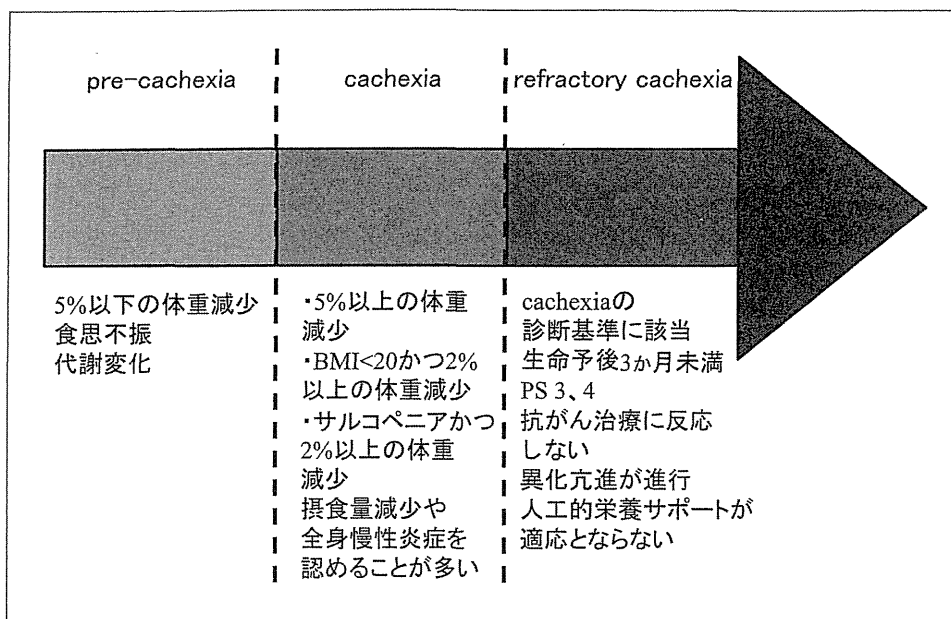 pre-cachexia
cachexia
refractory cachexia
5%以下の体重減少
食思不振
代謝変化
・5%以上の体重
減少
・BMI<20かつ2%
以上の体重減少
・サルコペニアかつ
2%以上の体重
減少
摂食量減少や
全身慢性炎症を
認めることが多い
cachexiaの
診断基準に該当
生命予後3か月未満
PS 3、4
抗がん治療に反応
しない
異化亢進が進行
人工的栄養サポートが
適応とならない